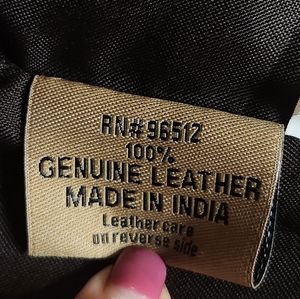 RN# 96512
100%
GENUINE LEATHER
MADE IN INDIA
Leather care
on reverse side